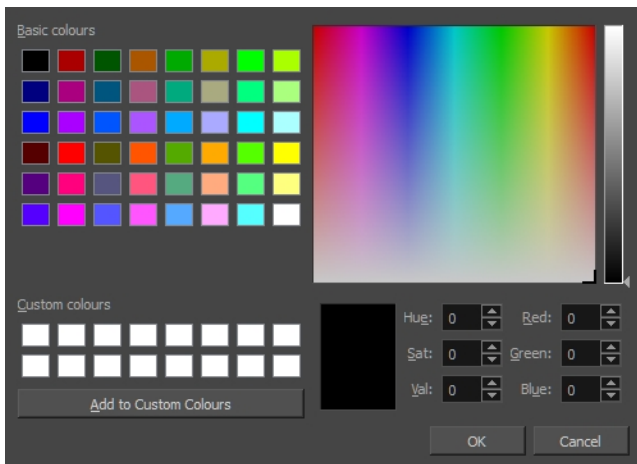 Basic colours
Custom colours
Hue: 0 Red: 0
Sat: 0 Green: 0
Val: 0 Blue: 0
Add to Custom Colours
OK Cancel